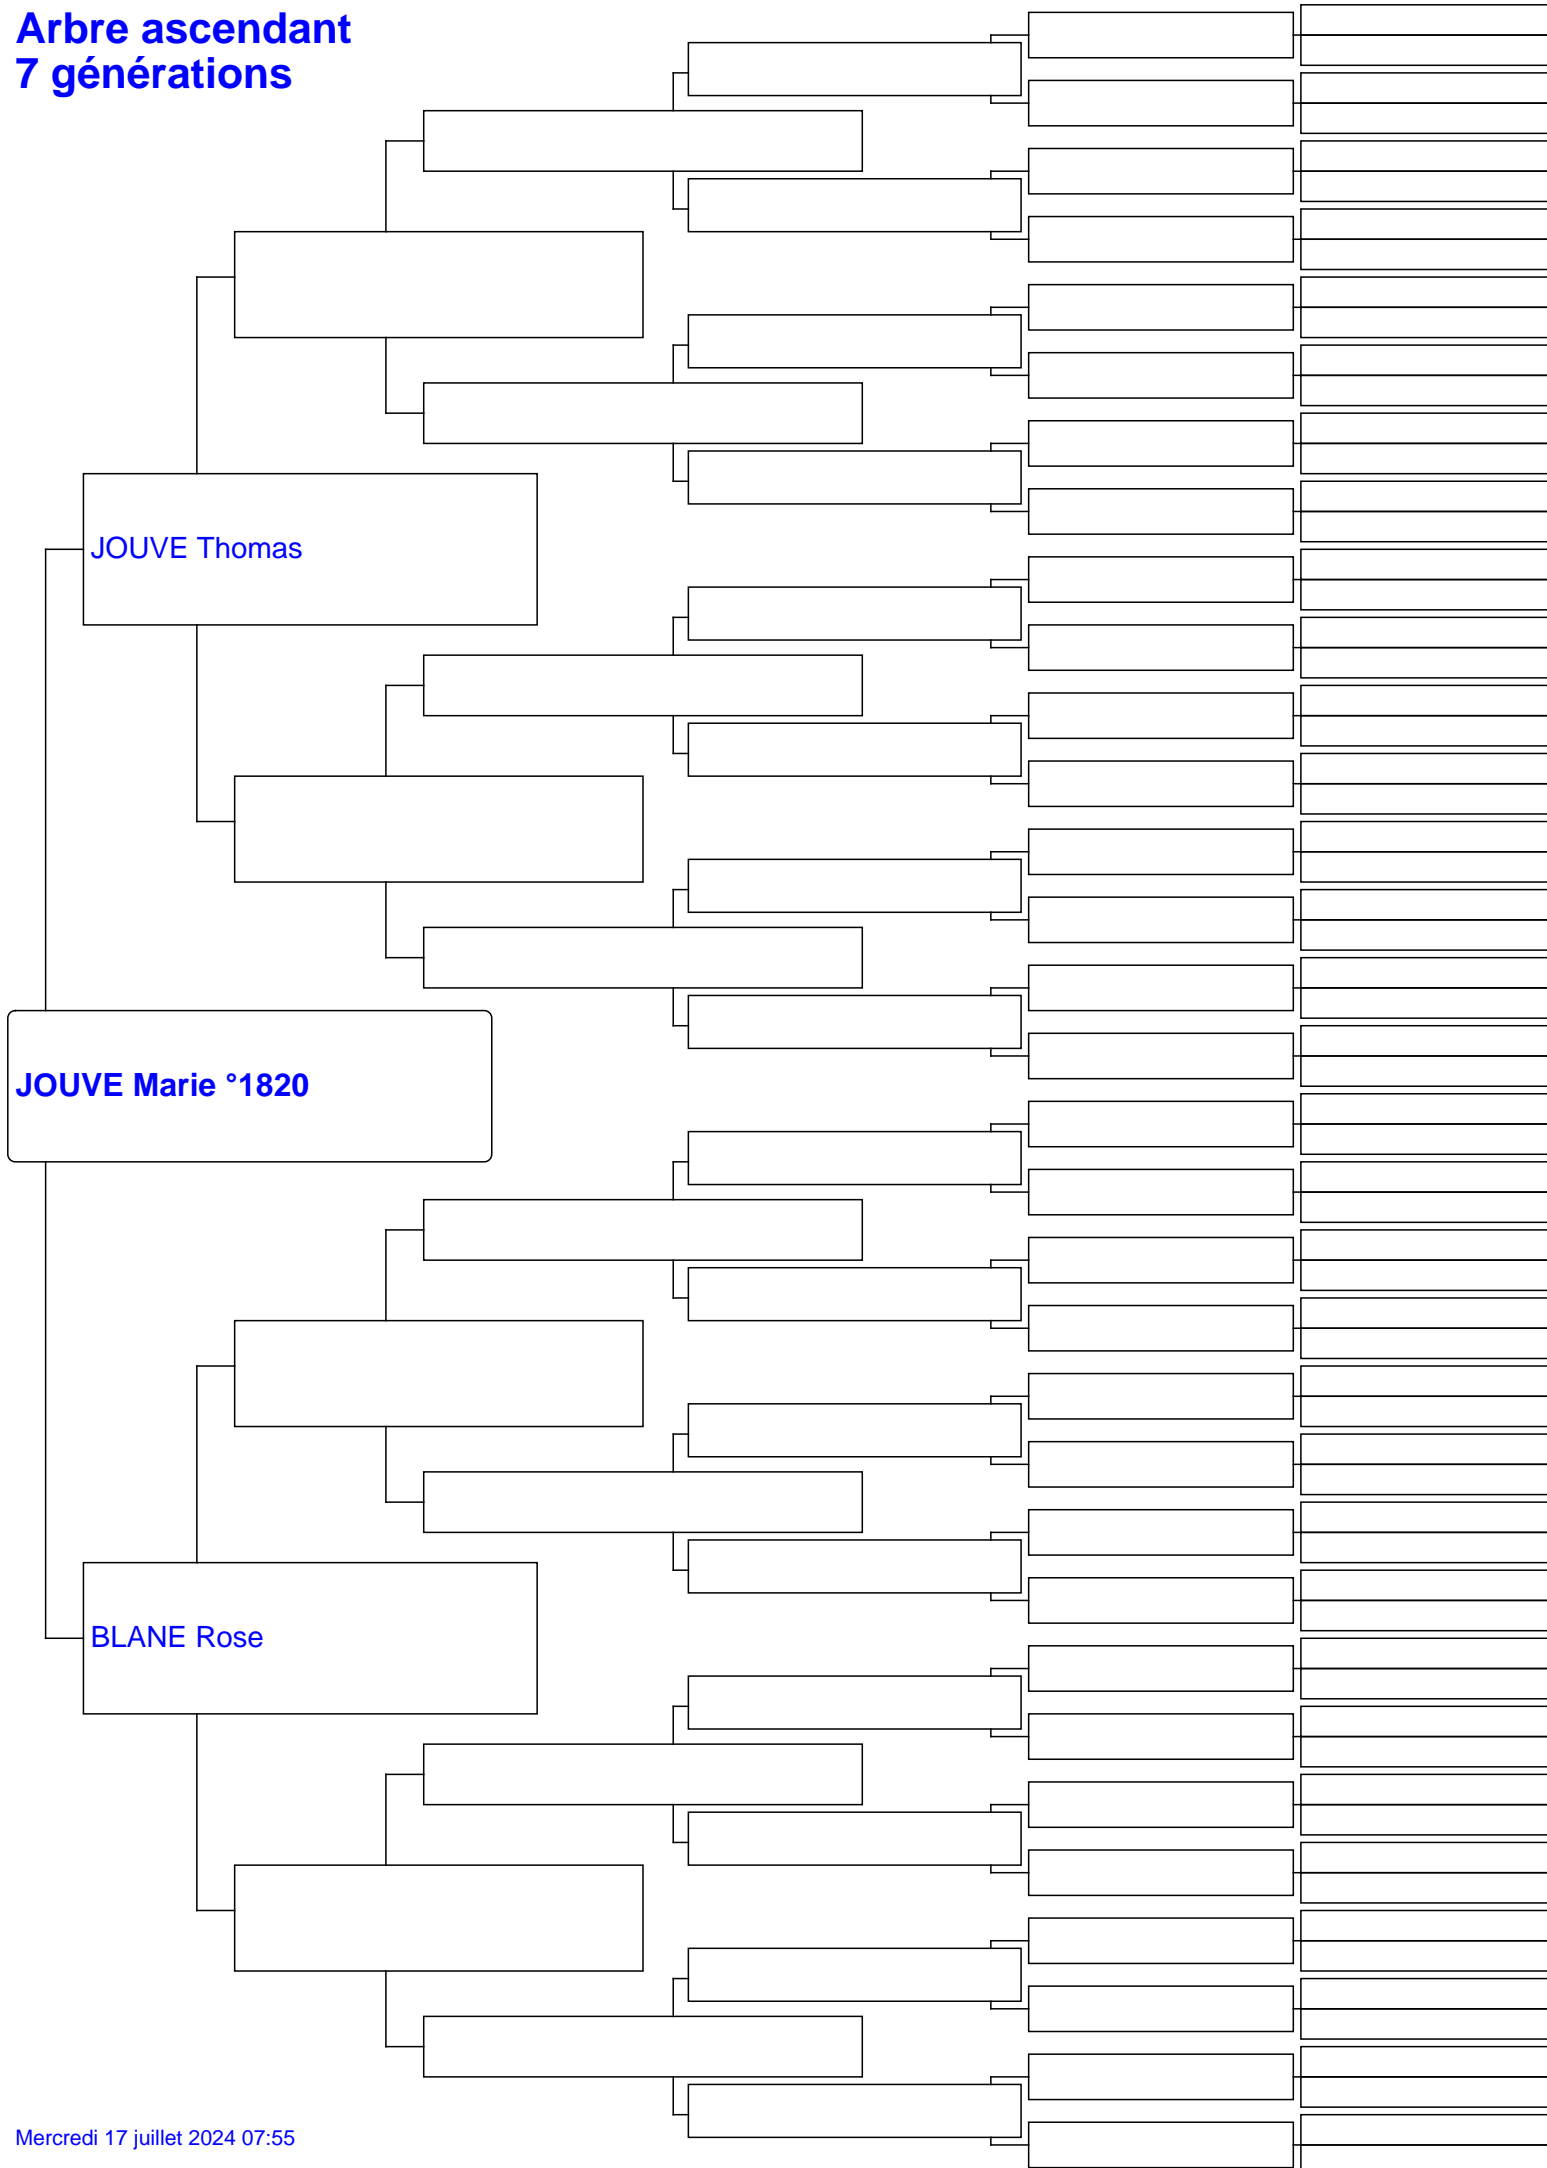 Arbre ascendant
7 générations
JOUVE Thomas
JOUVE Marie °1820
BLANE Rose
Mercredi 17 juillet 2024 07:55